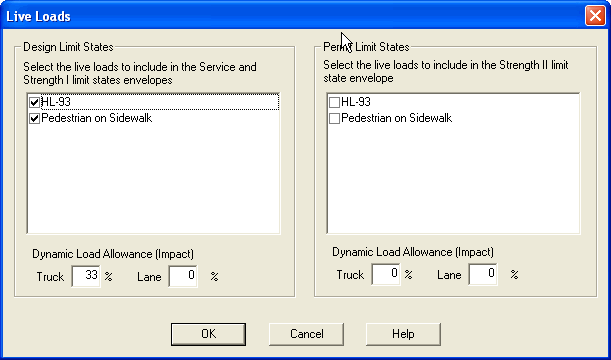 Live Loads
Design Limit States
Select the live loads to include in the Service and
Strength I limit states envelopes
HL-93
Pedestrian on Sidewalk
Dynamic Load Allowance (Impact)
Truck 33 % Lane 0 %
Permit Limit States
Select the live loads to include in the Strength II limit
state envelope
HL-93
Pedestrian on Sidewalk
Dynamic Load Allowance (Impact)
Truck 0 % Lane 0 %
OK Cancel Help